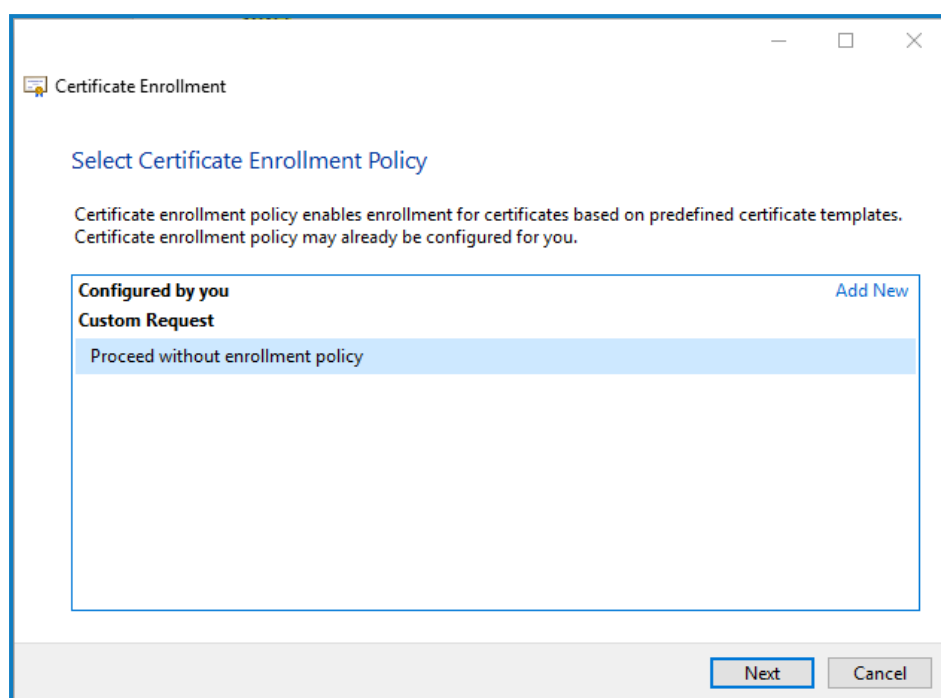 Certificate Enrollment
Select Certificate Enrollment Policy
Certificate enrollment policy enables enrollment for certificates based on predefined certificate templates.
Certificate enrollment policy may already be configured for you.
Configured by you Add New
Custom Request
Proceed without enrollment policy
Next Cancel